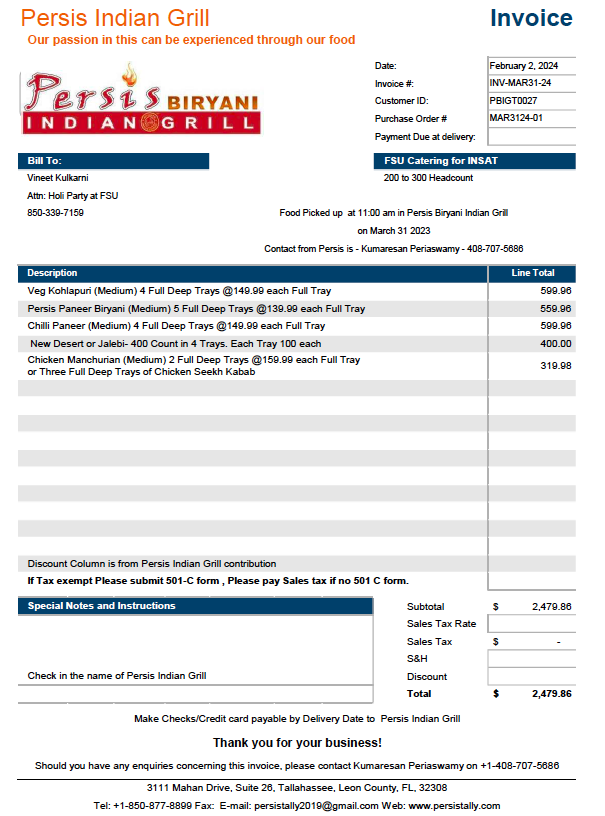 Persis Indian Grill
Invoice
Our passion in this can be experienced through our food
Persis BIRYANI
INDIAN GRILL
Date: February 2, 2024
Invoice #: INV-MAR31-24
Customer ID: PBIGT0027
Purchase Order # MAR3124-01
Payment Due at delivery:
Bill To:
FSU Catering for INSAT
Vineet Kulkarni
200 to 300 Headcount
Attn: Holi Party at FSU
850-339-7159
Food Picked up at 11:00 am in Persis Biryani Indian Grill
on March 31 2023
Contact from Persis is - Kumaresan Periaswamy - 408-707-5686
Description Line Total
Veg Kohlapuri (Medium) 4 Full Deep Trays @149.99 each Full Tray 599.96
Persis Paneer Biryani (Medium) 5 Full Deep Trays @139.99 each Full Tray 559.96
Chilli Paneer (Medium) 4 Full Deep Trays @149.99 each Full Tray 599.96
New Desert or Jalebi- 400 Count in 4 Trays. Each Tray 100 each 400.00
Chicken Manchurian (Medium) 2 Full Deep Trays @159.99 each Full Tray
or Three Full Deep Trays of Chicken Seekh Kabab 319.98
Discount Column is from Persis Indian Grill contribution
If Tax exempt Please submit 501-C form , Please pay Sales tax if no 501 C form.
Special Notes and Instructions
Subtotal $ 2,479.86
Sales Tax Rate
Sales Tax $ -
S&H
Check in the name of Persis Indian Grill
Discount
Total $ 2,479.86
Make Checks/Credit card payable by Delivery Date to Persis Indian Grill
Thank you for your business!
Should you have any enquiries concerning this invoice, please contact Kumaresan Periaswamy on +1-408-707-5686
3111 Mahan Drive, Suite 26, Tallahassee, Leon County, FL, 32308
Tel: +1-850-877-8899 Fax: E-mail: persistally2019@gmail.com Web: www.persistally.com